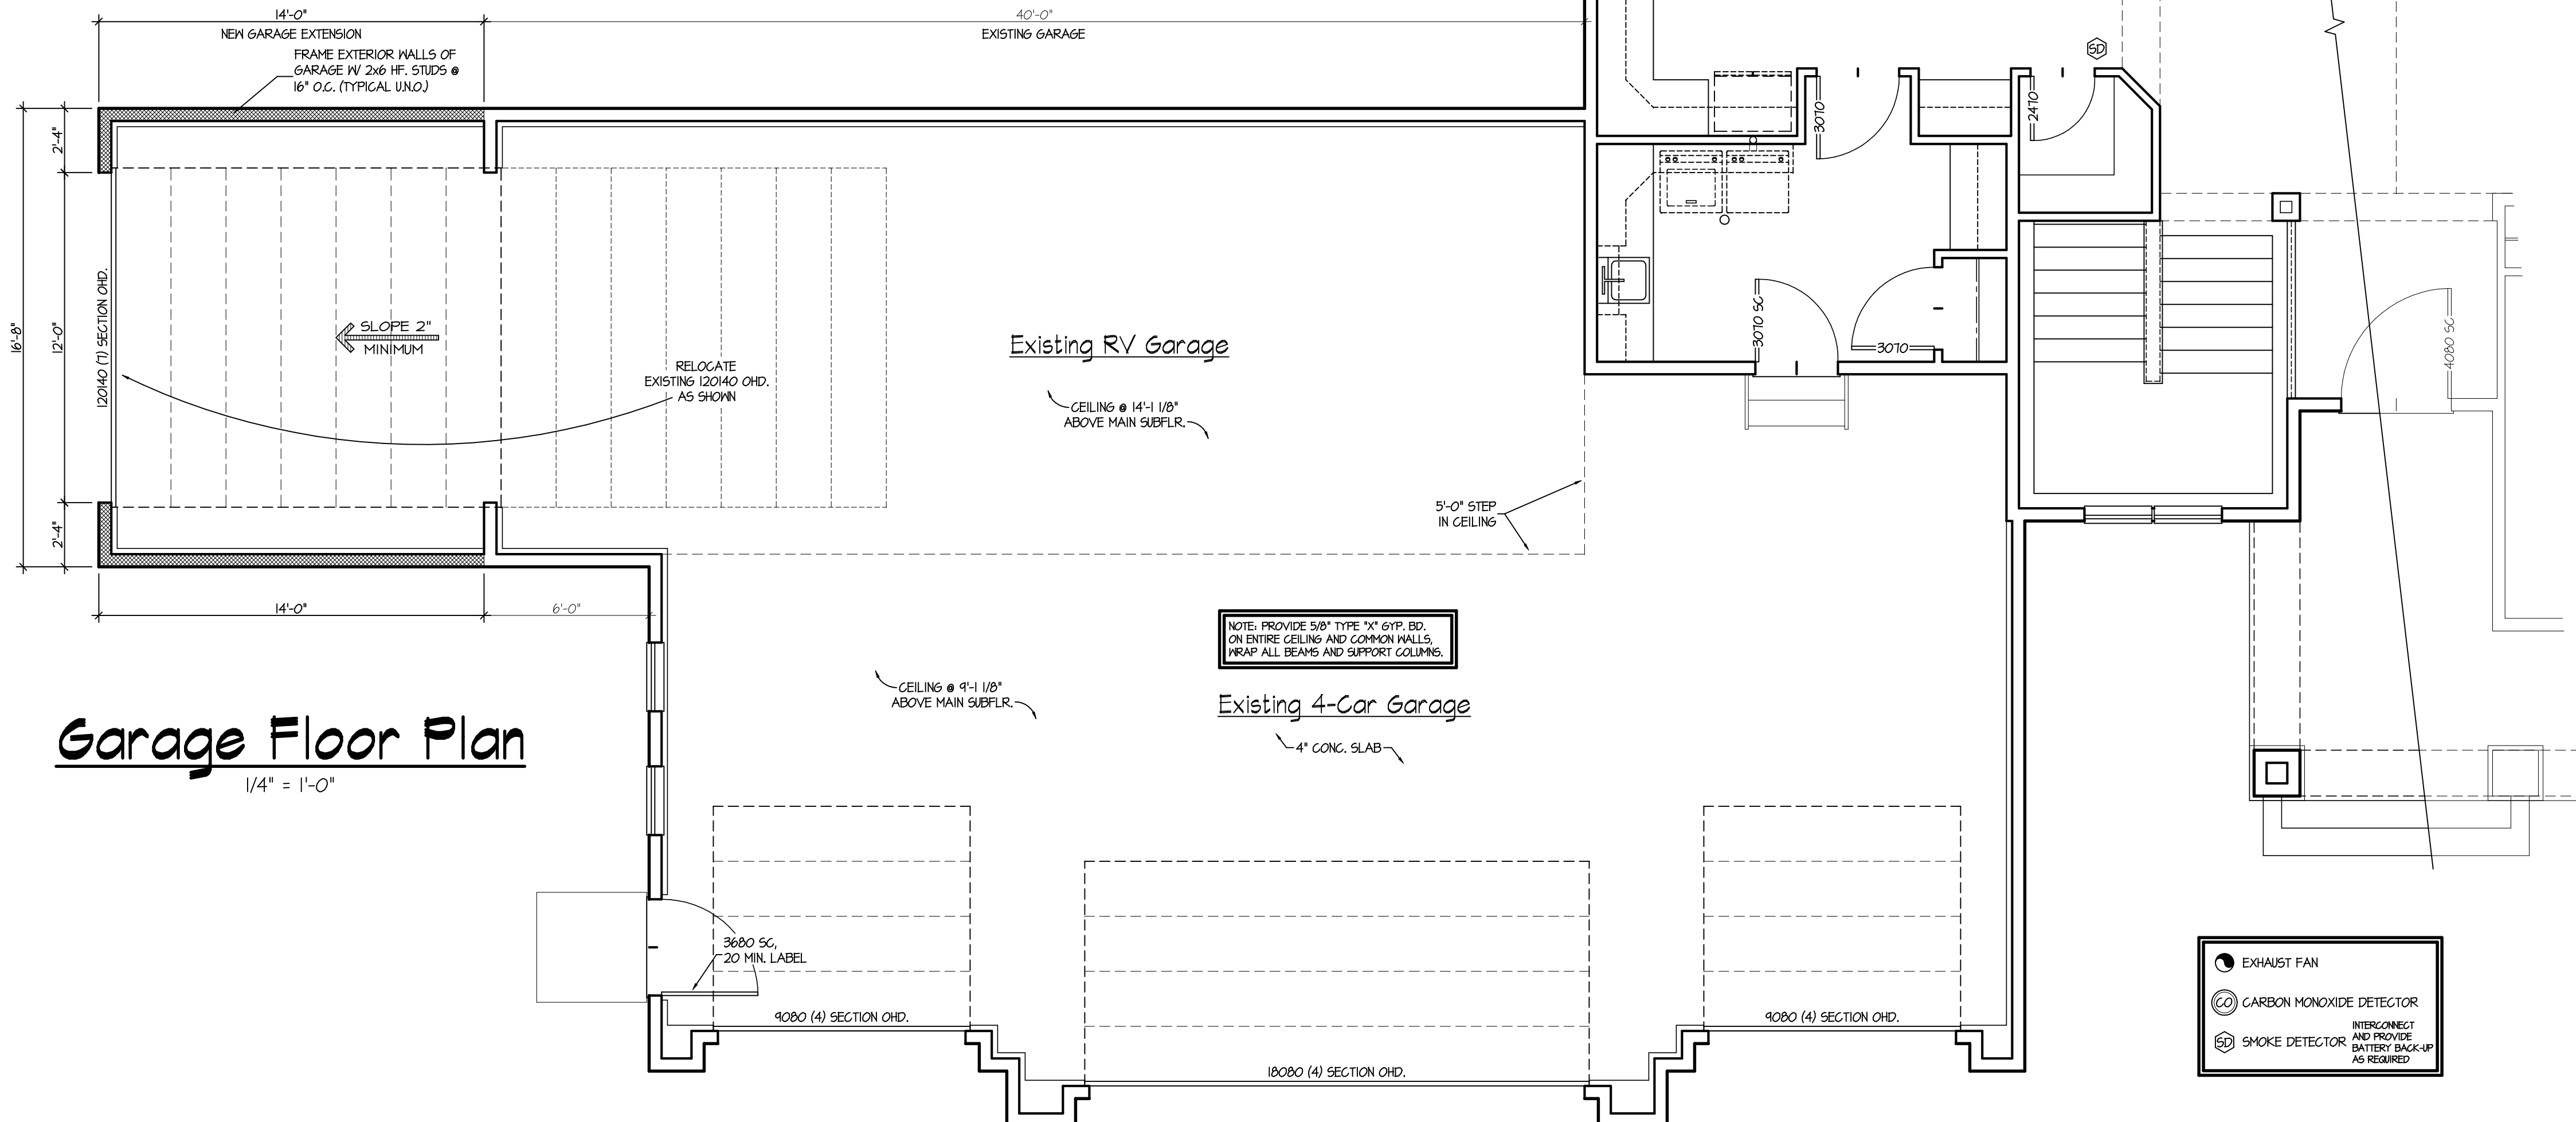 14'-0"
40'-0"
NEW GARAGE EXTENSION
EXISTING GARAGE
FRAME EXTERIOR WALLS OF
GARAGE W/ 2x6 HF. STUDS @
16" O.C. (TYPICAL U.N.O.)
SD
3070
2470
2'-4"
16'-8"
12'-0"
2'-4"
120140 (7) SECTION OHD.
SLOPE 2"
MINIMUM
RELOCATE
EXISTING 120140 OHD.
AS SHOWN
Existing RV Garage
CEILING @ 14'-1 1/8"
ABOVE MAIN SUBFLR.
3070 SC
3070
4080 SC
5'-0" STEP
IN CEILING
14'-0"
6'-0"
NOTE: PROVIDE 5/8" TYPE "X" GYP. BD.
ON ENTIRE CEILING AND COMMON WALLS,
WRAP ALL BEAMS AND SUPPORT COLUMNS.
CEILING @ 9'-1 1/8"
ABOVE MAIN SUBFLR.
Existing 4-Car Garage
4" CONC. SLAB
Garage Floor Plan
1/4" = 1'-0"
3680 SC,
20 MIN. LABEL
9080 (4) SECTION OHD.
18080 (4) SECTION OHD.
9080 (4) SECTION OHD.
EXHAUST FAN
CO CARBON MONOXIDE DETECTOR
SD SMOKE DETECTOR
INTERCONNECT
AND PROVIDE
BATTERY BACK-UP
AS REQUIRED